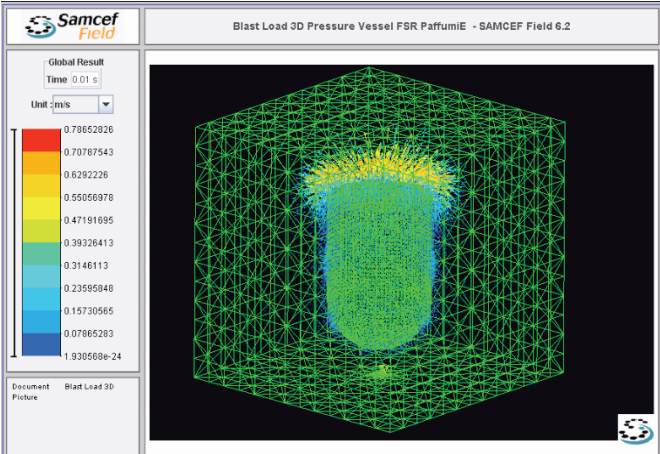 Samcef
Field
Blast Load 3D Pressure Vessel FSR PaffumiE - SAMCEF Field 6.2
Global Result
Time 0.01 s
Unit : m/s
0.78652826
0.70787543
0.6292226
0.55056978
0.47191695
0.39326413
0.3146113
0.23595848
0.15730565
0.07865283
1.930568e-24
Document Blast Load 3D
Picture